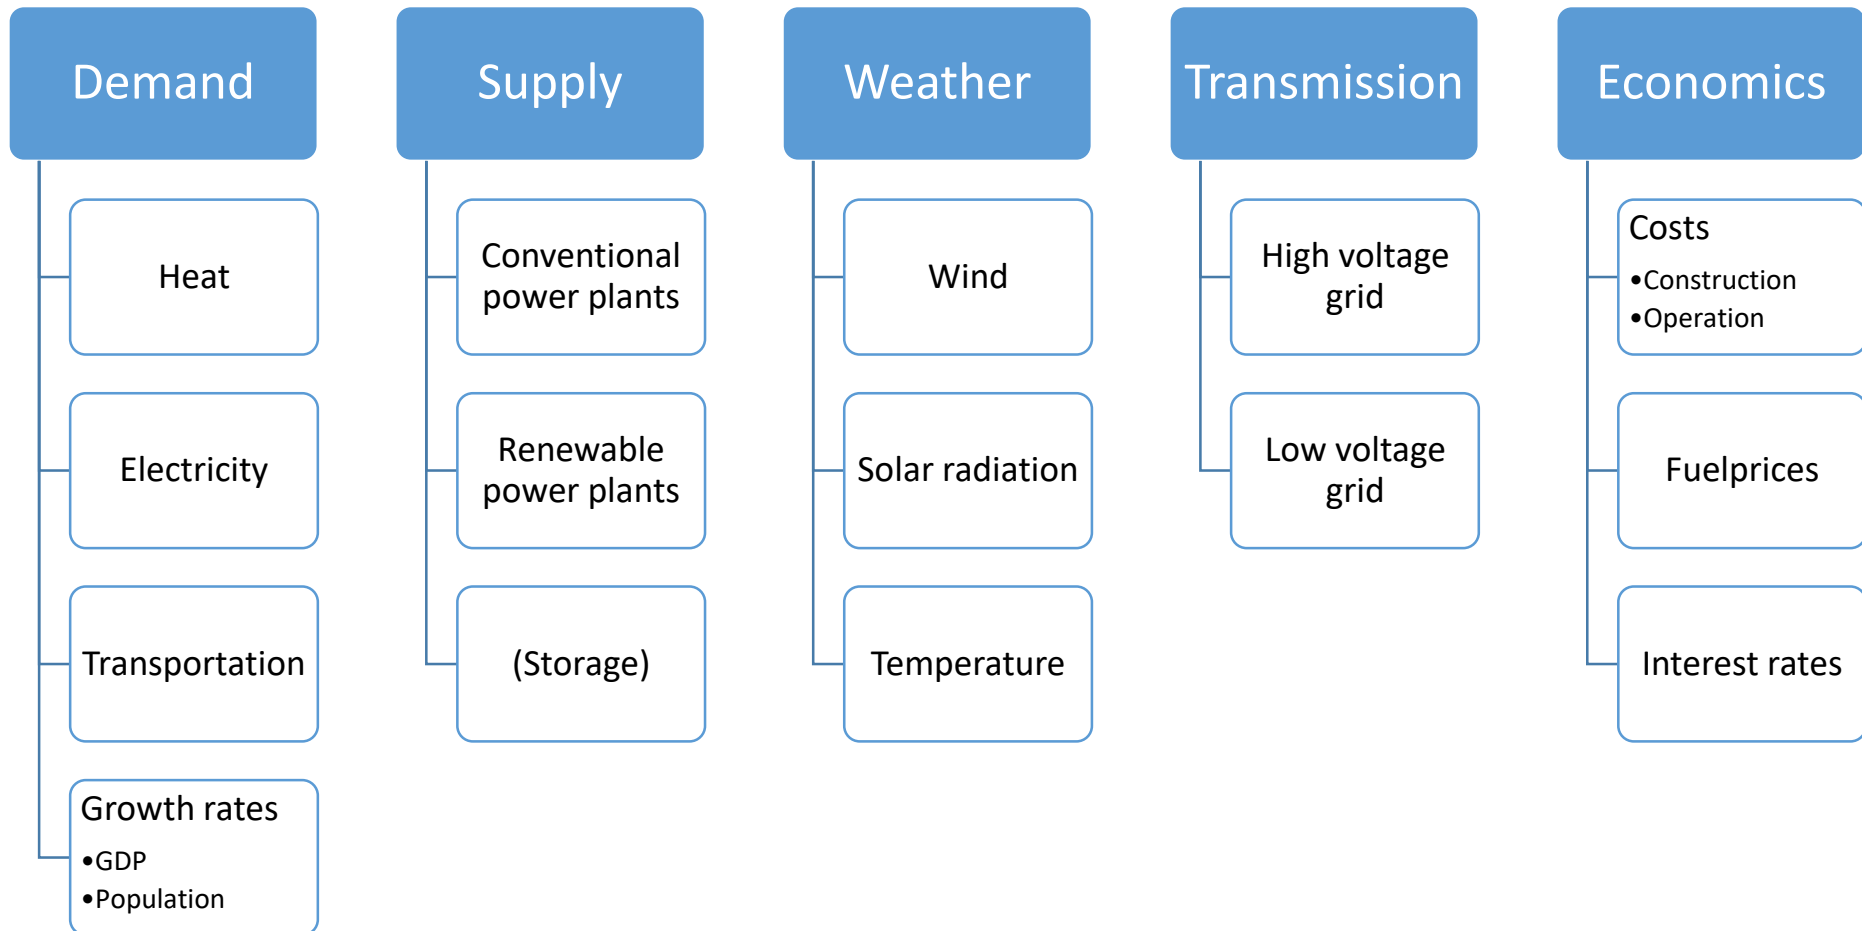 Demand
Heat
Electricity
Transportation
Growth rates
•GDP
•Population
Supply
Conventional
power plants
Renewable
power plants
(Storage)
Weather
Wind
Solar radiation
Temperature
Transmission
High voltage
grid
Low voltage
grid
Economics
Costs
•Construction
•Operation
Fuelprices
Interest rates